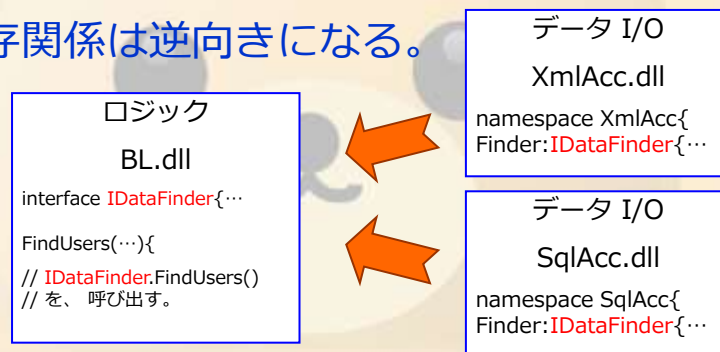 存関係は逆向きになる。
ロジック
BL.dll
interface IDataFinder{…
FindUsers(…){
// IDataFinder.FindUsers()
// を、 呼び出す。
データ I/O
XmlAcc.dll
namespace XmlAcc{
Finder:IDataFinder{…
データ I/O
SqlAcc.dll
namespace SqlAcc{
Finder:IDataFinder{…